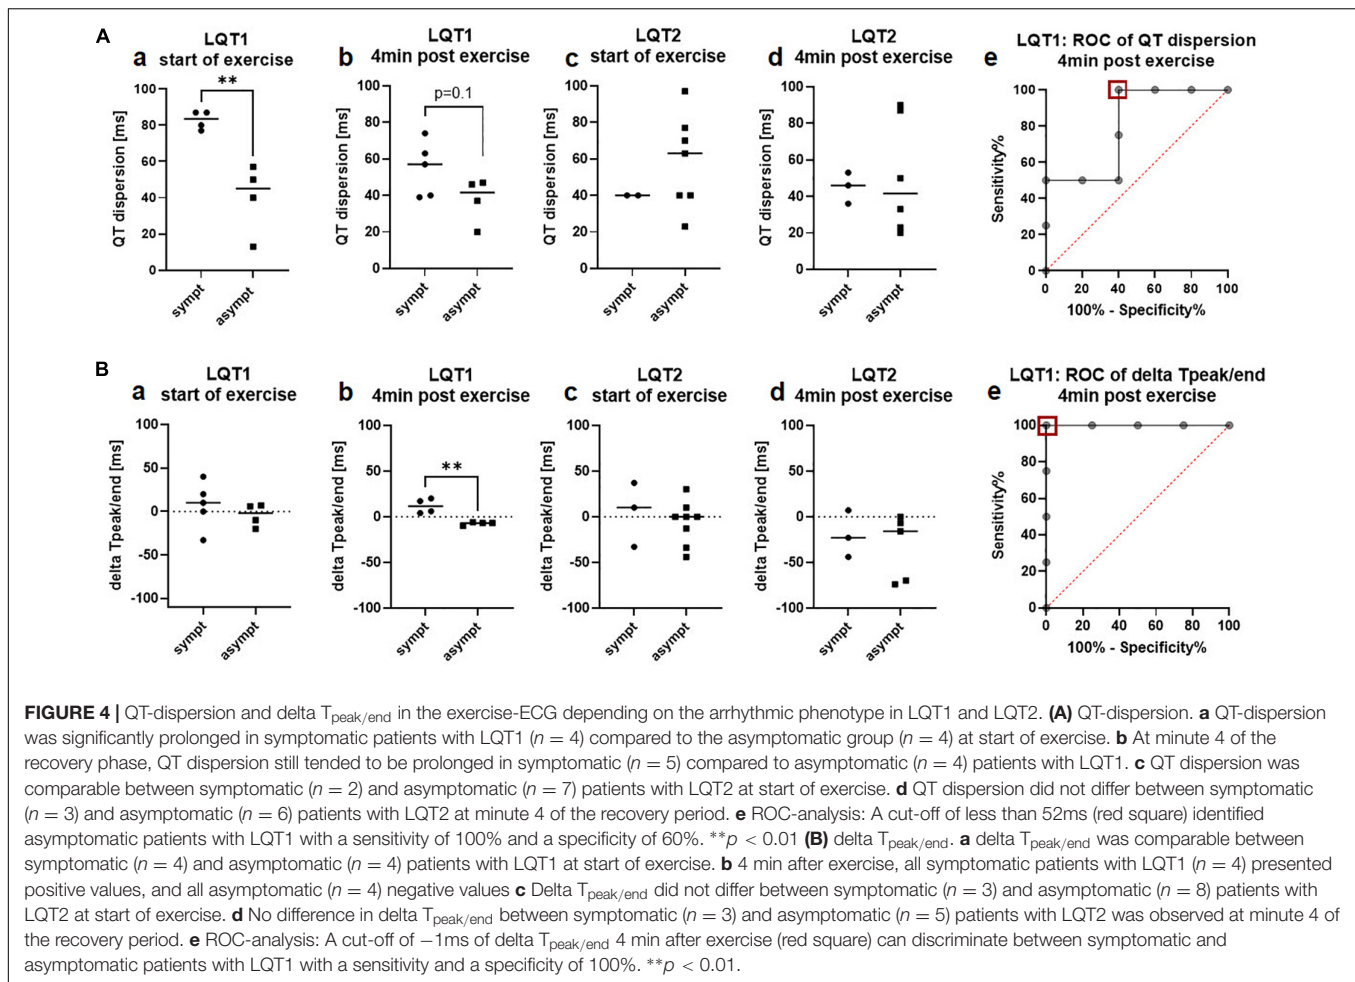 A
a
LQT1
start of exercise
**
QT dispersion [ms]
100
80
60
40
20
0
sympt
asympt
b
LQT1
4min post exercise
p=0.1
QT dispersion [ms]
100
80
60
40
20
0
sympt
asympt
c
LQT2
start of exercise
QT dispersion [ms]
100
80
60
40
20
0
sympt
asympt
d
LQT2
4min post exercise
QT dispersion [ms]
100
80
60
40
20
0
sympt
asympt
e
LQT1: ROC of QT dispersion
4min post exercise
Sensitivity%
100
80
60
40
20
0
0 20 40 60 80 100
100% - Specificity%
B
a
LQT1
start of exercise
delta Tpeak/end [ms]
100
50
0
-50
-100
sympt
asympt
b
LQT1
4min post exercise
**
delta Tpeak/end [ms]
100
50
0
-50
-100
sympt
asympt
c
LQT2
start of exercise
delta Tpeak/end [ms]
100
50
0
-50
-100
sympt
asympt
d
LQT2
4min post exercise
delta Tpeak/end [ms]
100
50
0
-50
-100
sympt
asympt
e
LQT1: ROC of delta Tpeak/end
4min post exercise
Sensitivity%
100
80
60
40
20
0
0 20 40 60 80 100
100% - Specificity%
FIGURE 4 | QT-dispersion and delta Tpeak/end in the exercise-ECG depending on the arrhythmic phenotype in LQT1 and LQT2. (A) QT-dispersion. a QT-dispersion
was significantly prolonged in symptomatic patients with LQT1 (n = 4) compared to the asymptomatic group (n = 4) at start of exercise. b At minute 4 of the
recovery phase, QT dispersion still tended to be prolonged in symptomatic (n = 5) compared to asymptomatic (n = 4) patients with LQT1. c QT dispersion was
comparable between symptomatic (n = 2) and asymptomatic (n = 7) patients with LQT2 at start of exercise. d QT dispersion did not differ between symptomatic
(n = 3) and asymptomatic (n = 6) patients with LQT2 at minute 4 of the recovery period. e ROC-analysis: A cut-off of less than 52ms (red square) identified
asymptomatic patients with LQT1 with a sensitivity of 100% and a specificity of 60%. **p < 0.01 (B) delta Tpeak/end. a delta Tpeak/end was comparable between
symptomatic (n = 4) and asymptomatic (n = 4) patients with LQT1 at start of exercise. b 4 min after exercise, all symptomatic patients with LQT1 (n = 4) presented
positive values, and all asymptomatic (n = 4) negative values c Delta Tpeak/end did not differ between symptomatic (n = 3) and asymptomatic (n = 8) patients with
LQT2 at start of exercise. d No difference in delta Tpeak/end between symptomatic (n = 3) and asymptomatic (n = 5) patients with LQT2 was observed at minute 4 of
the recovery period. e ROC-analysis: A cut-off of −1ms of delta Tpeak/end 4 min after exercise (red square) can discriminate between symptomatic and
asymptomatic patients with LQT1 with a sensitivity and a specificity of 100%. **p < 0.01.